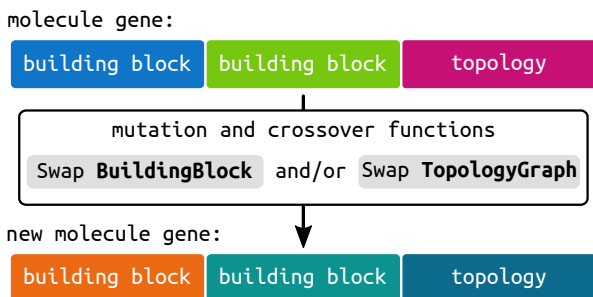 molecule gene:
building block building block topology
mutation and crossover functions
Swap BuildingBlock and/or Swap TopologyGraph
new molecule gene:
building block building block topology